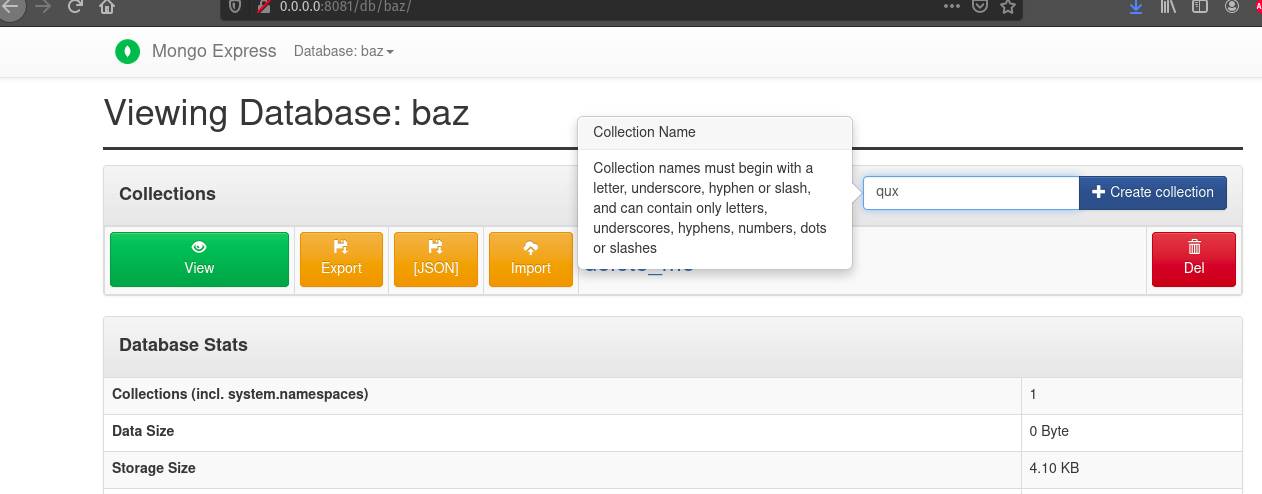 0.0.0.0:8081/db/baz/
Mongo Express Database: baz
Viewing Database: baz
Collection Name
Collection names must begin with a
letter, underscore, hyphen or slash,
and can contain only letters,
underscores, hyphens, numbers, dots
or slashes
Collections
qux
Create collection
View
Export
[JSON]
Import
delete_me
Del
Database Stats
Collections (incl. system.namespaces) 1
Data Size 0 Byte
Storage Size 4.10 KB